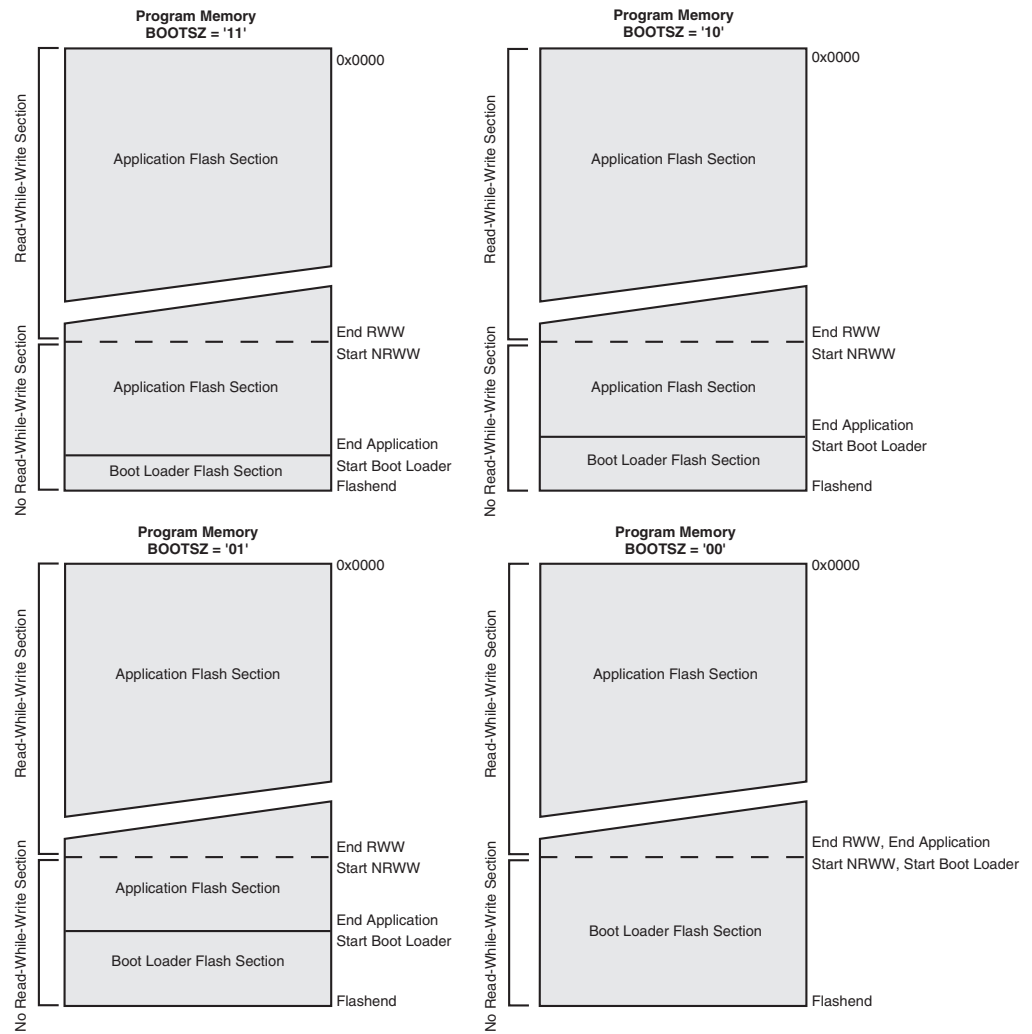 Program Memory
BOOTSZ = '11'
0x0000
Read-While-Write Section
Application Flash Section
End RWW
Start NRWW
No Read-While-Write Section
Application Flash Section
End Application
Start Boot Loader
Boot Loader Flash Section
Flashend
Program Memory
BOOTSZ = '10'
0x0000
Read-While-Write Section
Application Flash Section
End RWW
Start NRWW
No Read-While-Write Section
Application Flash Section
End Application
Start Boot Loader
Boot Loader Flash Section
Flashend
Program Memory
BOOTSZ = '01'
0x0000
Read-While-Write Section
Application Flash Section
End RWW
Start NRWW
No Read-While-Write Section
Application Flash Section
End Application
Start Boot Loader
Boot Loader Flash Section
Flashend
Program Memory
BOOTSZ = '00'
0x0000
Read-While-Write Section
Application Flash Section
End RWW, End Application
Start NRWW, Start Boot Loader
No Read-While-Write Section
Boot Loader Flash Section
Flashend